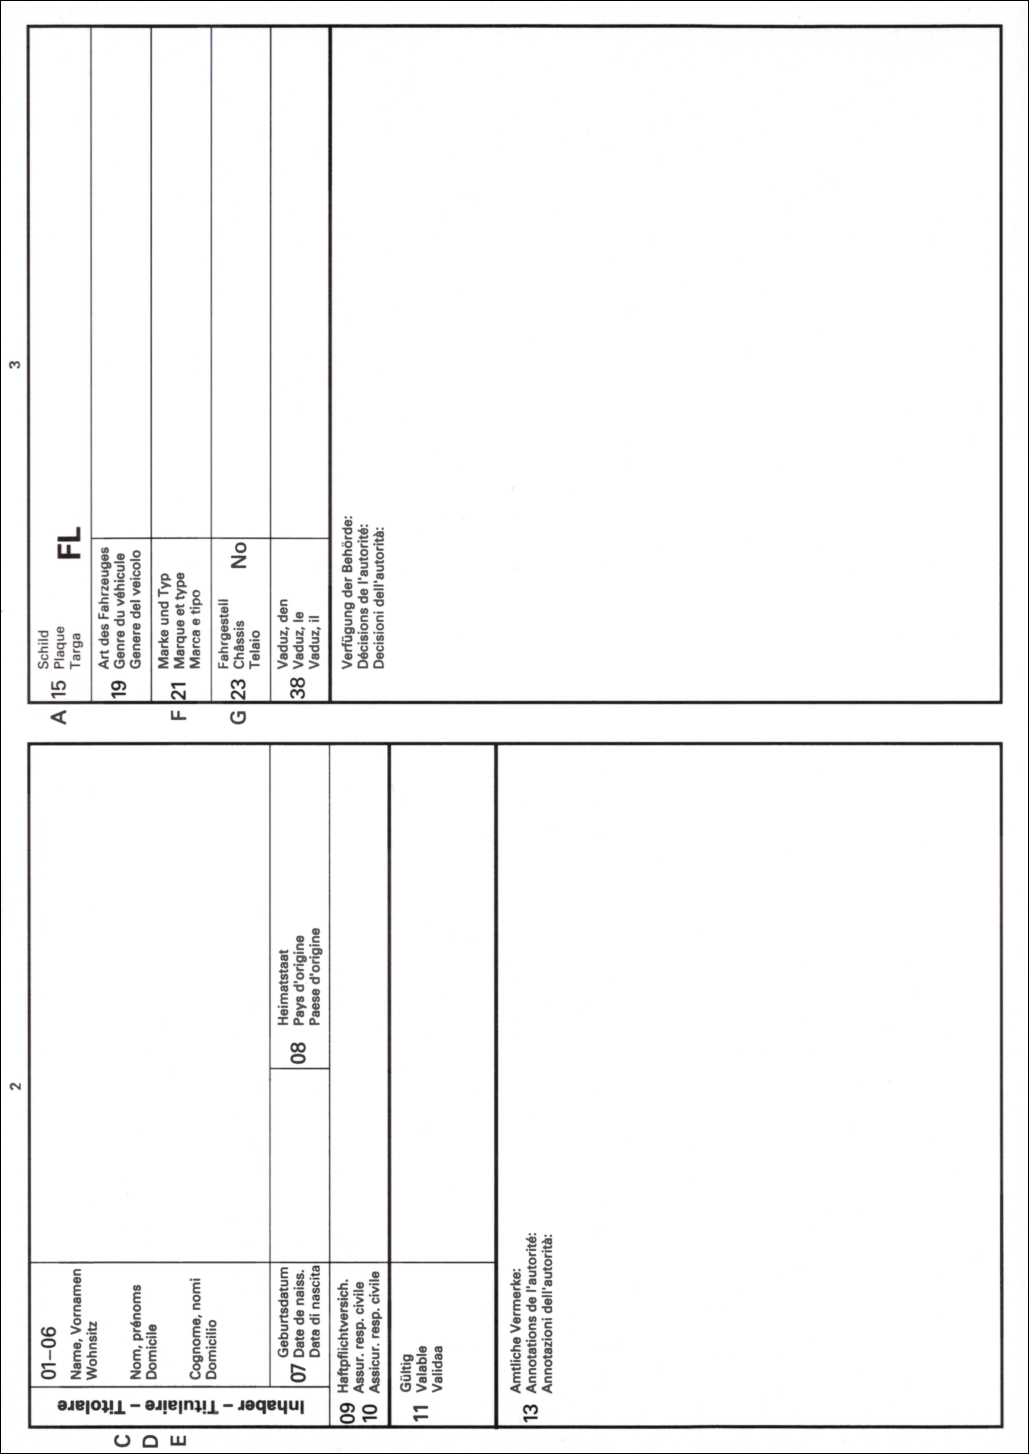 2
Inhaber – Titulaire – Titolare
01–06
Name, Vornamen
Wohnsitz
C
Nom, prénoms
D
Domicile
E
Cognome, nomi
Domicilio
07
Geburtsdatum
Date de naiss.
Data di nascita
08
Heimatstaat
Pays d'origine
Paese d'origine
09
Haftpflichtversich.
Assur. resp. civile
10
Assicur. resp. civile
11
Gültig
Valable
Validaa
13
Amtliche Vermerke:
Annotations de l'autorité:
Annotazioni dell'autorità:
3
A 15
Schild
Plaque
Targa
FL
19
Art des Fahrzeuges
Genre du véhicule
Genere del veicolo
F 21
Marke und Typ
Marque et type
Marca e tipo
G 23
Fahrgestell
Châssis
Telaio
No
38
Vaduz, den
Vaduz, le
Vaduz, il
Verfügung der Behörde:
Décisions de l'autorité:
Decisioni dell'autorità: